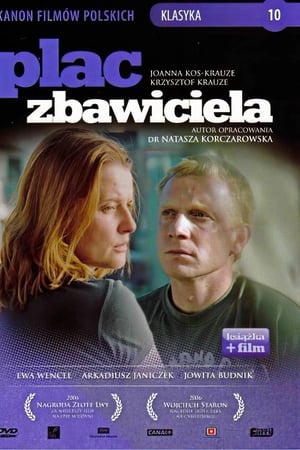 KANON FILMÓW POLSKICH
KLASYKA
10
plac
zbawiciela
JOANNA KOS-KRAUZE
KRZYSZTOF KRAUZE
AUTOR OPRACOWANIA
DR NATASZA KORCZAROWSKA
książka
+ film
EWA WENCEL ARKADIUSZ JANICZEK JOWITA BUDNIK
2006
NAGRODA ZŁOTE LWY
2006
WOJCIECH STAROŃ
DVD
CANAL+